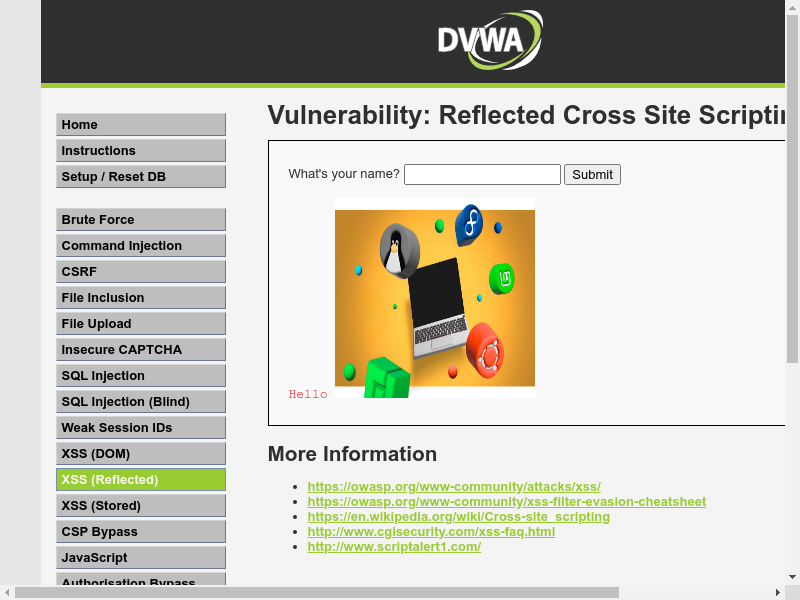 DVWA
Vulnerability: Reflected Cross Site Scriptin
Home
Instructions
Setup / Reset DB
Brute Force
Command Injection
CSRF
File Inclusion
File Upload
Insecure CAPTCHA
SQL Injection
SQL Injection (Blind)
Weak Session IDs
XSS (DOM)
XSS (Reflected)
XSS (Stored)
CSP Bypass
JavaScript
Authorisation Bypass
What's your name? Submit
Hello
More Information
https://owasp.org/www-community/attacks/xss/
https://owasp.org/www-community/xss-filter-evasion-cheatsheet
https://en.wikipedia.org/wiki/Cross-site_scripting
http://www.cgisecurity.com/xss-faq.html
http://www.scriptalert1.com/